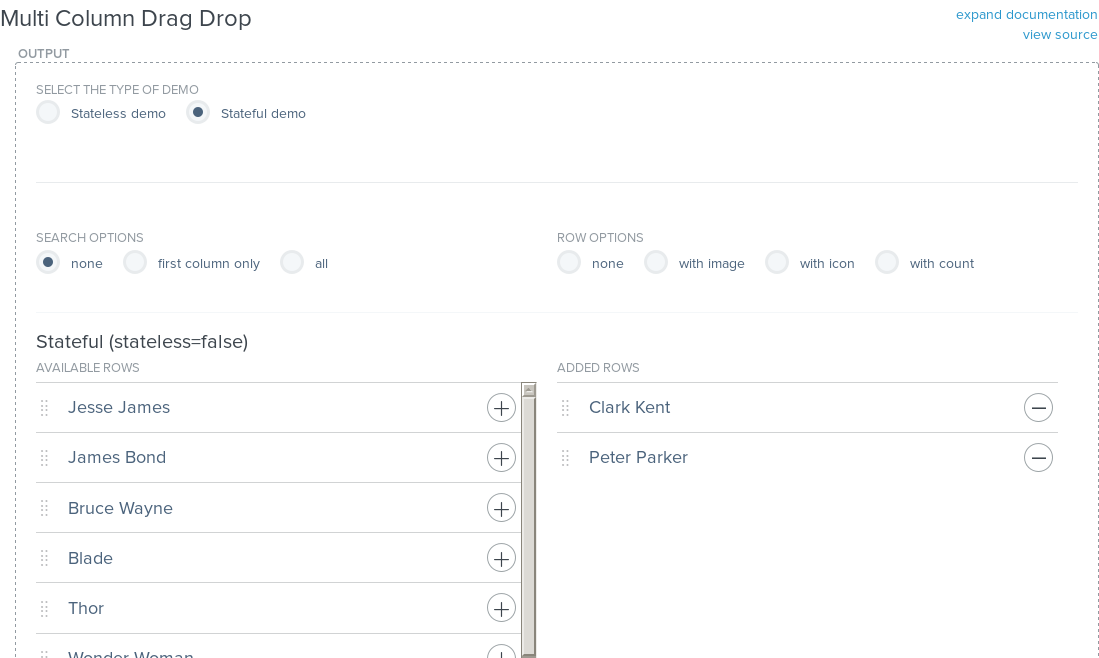 Multi Column Drag Drop
expand documentation
view source
OUTPUT
SELECT THE TYPE OF DEMO
Stateless demo Stateful demo
SEARCH OPTIONS
none first column only all
ROW OPTIONS
none with image with icon with count
Stateful (stateless=false)
AVAILABLE ROWS
Jesse James
James Bond
Bruce Wayne
Blade
Thor
Wonder Woman
ADDED ROWS
Clark Kent
Peter Parker